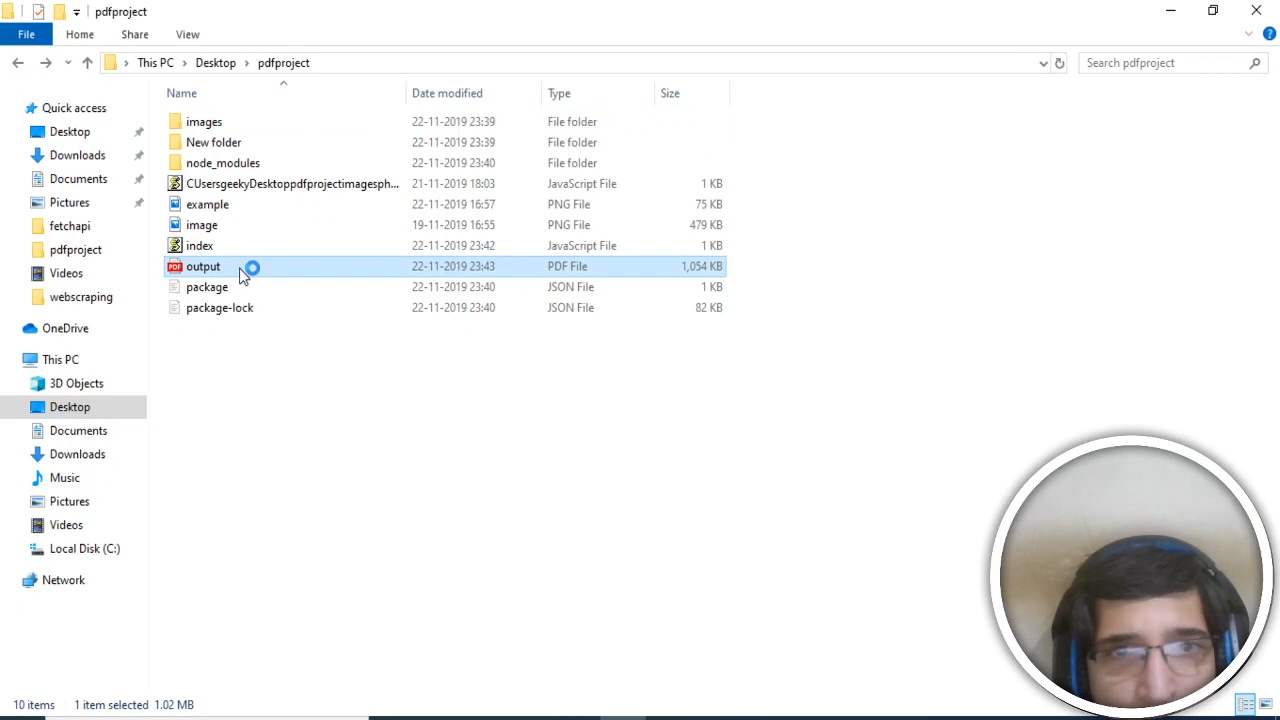 pdfproject
File Home Share View
This PC Desktop pdfproject Search pdfproject
Name Date modified Type Size
Quick access
Desktop
Downloads
Documents
Pictures
fetchapi
pdfproject
Videos
webscraping
OneDrive
This PC
3D Objects
Desktop
Documents
Downloads
Music
Pictures
Videos
Local Disk (C:)
Network
images 22-11-2019 23:39 File folder
New folder 22-11-2019 23:39 File folder
node_modules 22-11-2019 23:40 File folder
CUsersgeekyDesktoppdfprojectimagesph... 21-11-2019 18:03 JavaScript File 1 KB
example 22-11-2019 16:57 PNG File 75 KB
image 19-11-2019 16:55 PNG File 479 KB
index 22-11-2019 23:42 JavaScript File 1 KB
PDF output 22-11-2019 23:43 PDF File 1,054 KB
package 22-11-2019 23:40 JSON File 1 KB
package-lock 22-11-2019 23:40 JSON File 82 KB
10 items 1 item selected 1.02 MB